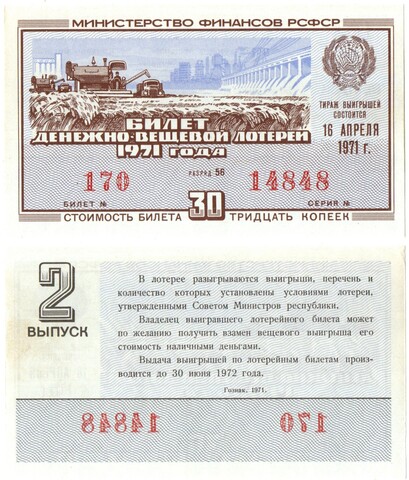 МИНИСТЕРСТВО ФИНАНСОВ РСФСР
ТИРАЖ ВЫИГРЫШЕЙ
СОСТОИТСЯ
16 АПРЕЛЯ
1971 г.
БИЛЕТ
ДЕНЕЖНО-ВЕЩЕВОЙ ЛОТЕРЕИ
1971 ГОДА
170 РАЗРЯД 56 14848
БИЛЕТ № СЕРИЯ №
СТОИМОСТЬ БИЛЕТА 30 ТРИДЦАТЬ КОПЕЕК
2
ВЫПУСК
В лотерее разыгрываются выигрыши, перечень и
количество которых установлены условиями лотереи,
утвержденными Советом Министров республики.
Владелец выигравшего лотерейного билета может
по желанию получить взамен вещевого выигрыша его
стоимость наличными деньгами.
Выдача выигрышей по лотерейным билетам произ-
водится до 30 июня 1972 года.
Гознак. 1971.
14848 170